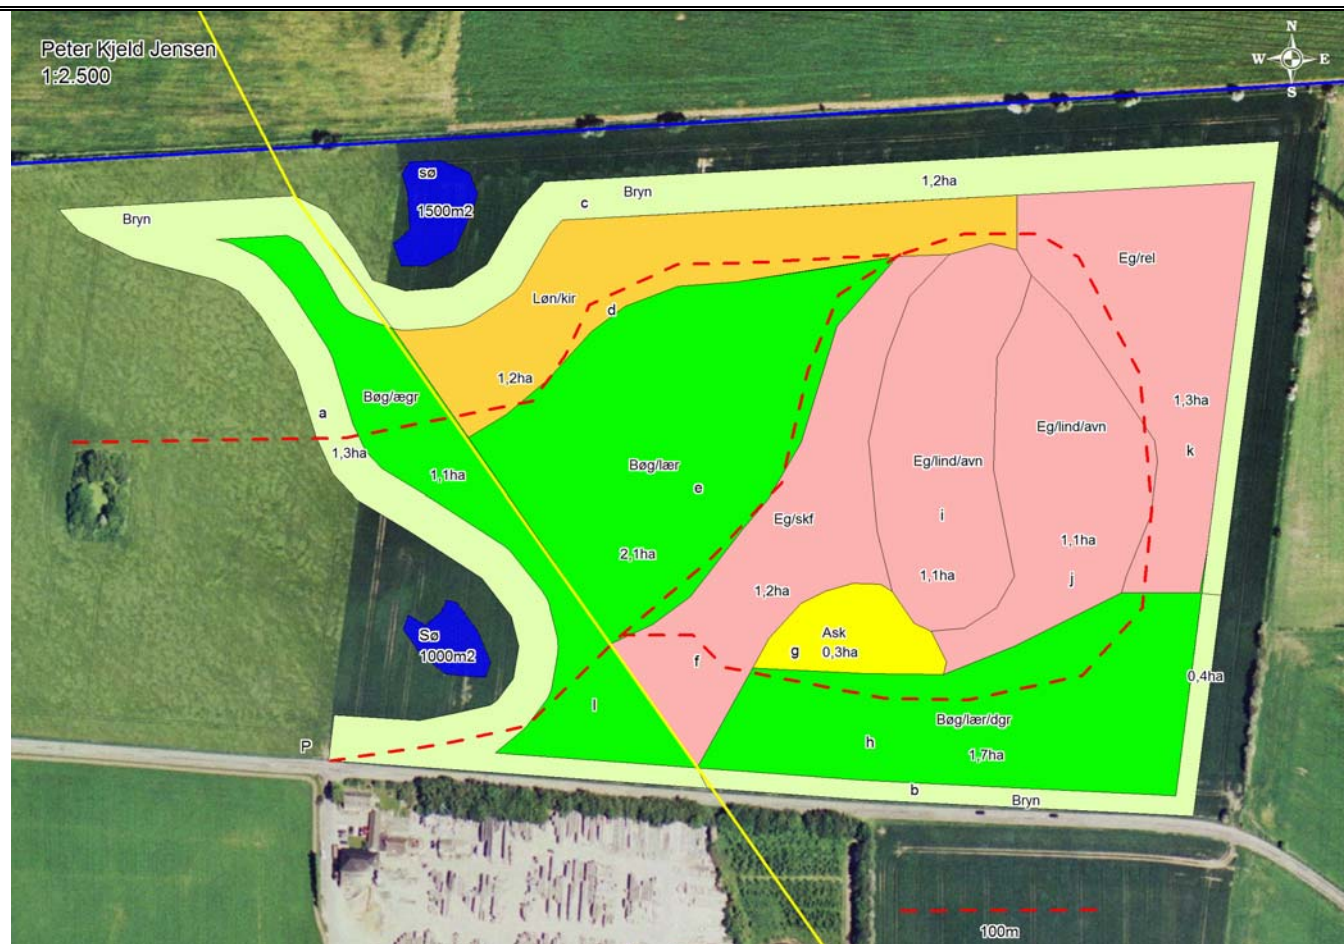 Peter Kjeld Jensen
1:2.500
N
W E
S
sø
1500m2
Bryn
c
Bryn
1,2ha
Løn/kir
d
1,2ha
Eg/rel
Bøg/ægr
a
1,3ha
1,1ha
Bøg/lær
e
2,1ha
Eg/skf
1,2ha
Eg/lind/avn
i
1,1ha
Eg/lind/avn
1,1ha
j
1,3ha
k
Sø
1000m2
Ask
g 0,3ha
f
l
0,4ha
Bøg/lær/dgr
h
1,7ha
P
b
Bryn
100m